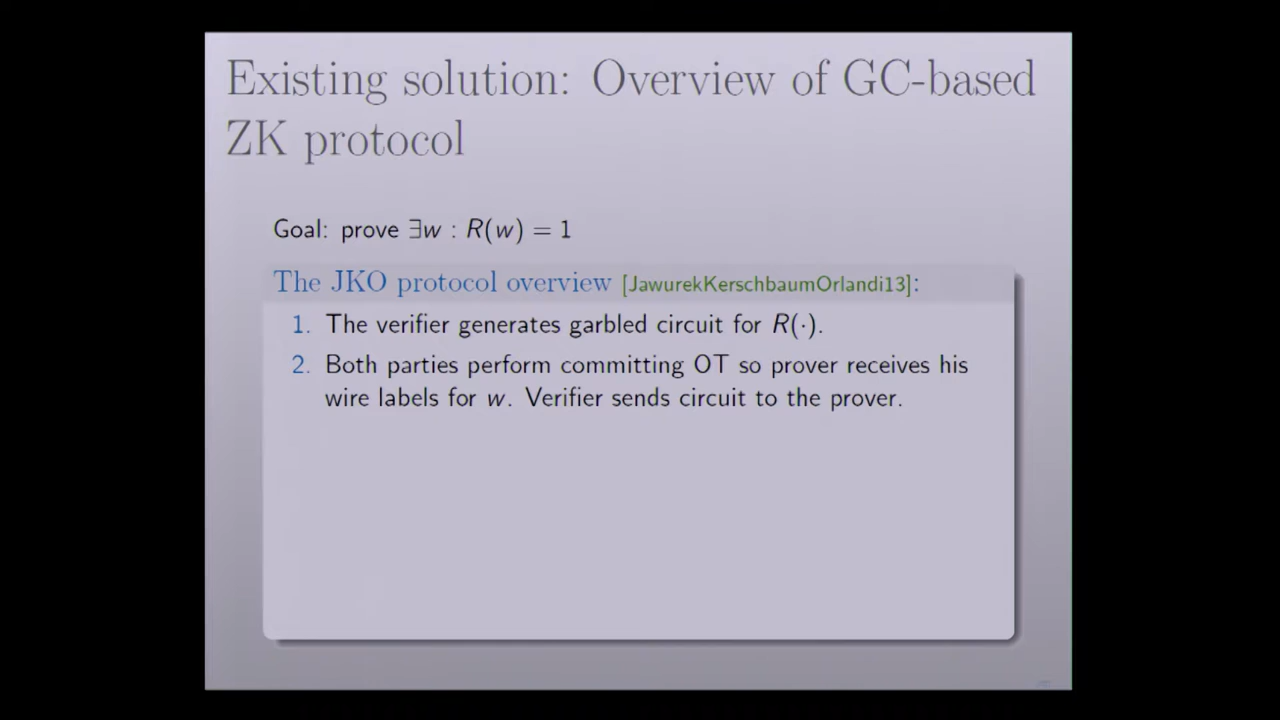 Existing solution: Overview of GC-based
ZK protocol
Goal: prove ∃w : R(w) = 1
The JKO protocol overview [JawurekKerschbaumOrlandi13]:
1. The verifier generates garbled circuit for R(·).
2. Both parties perform committing OT so prover receives his
wire labels for w. Verifier sends circuit to the prover.